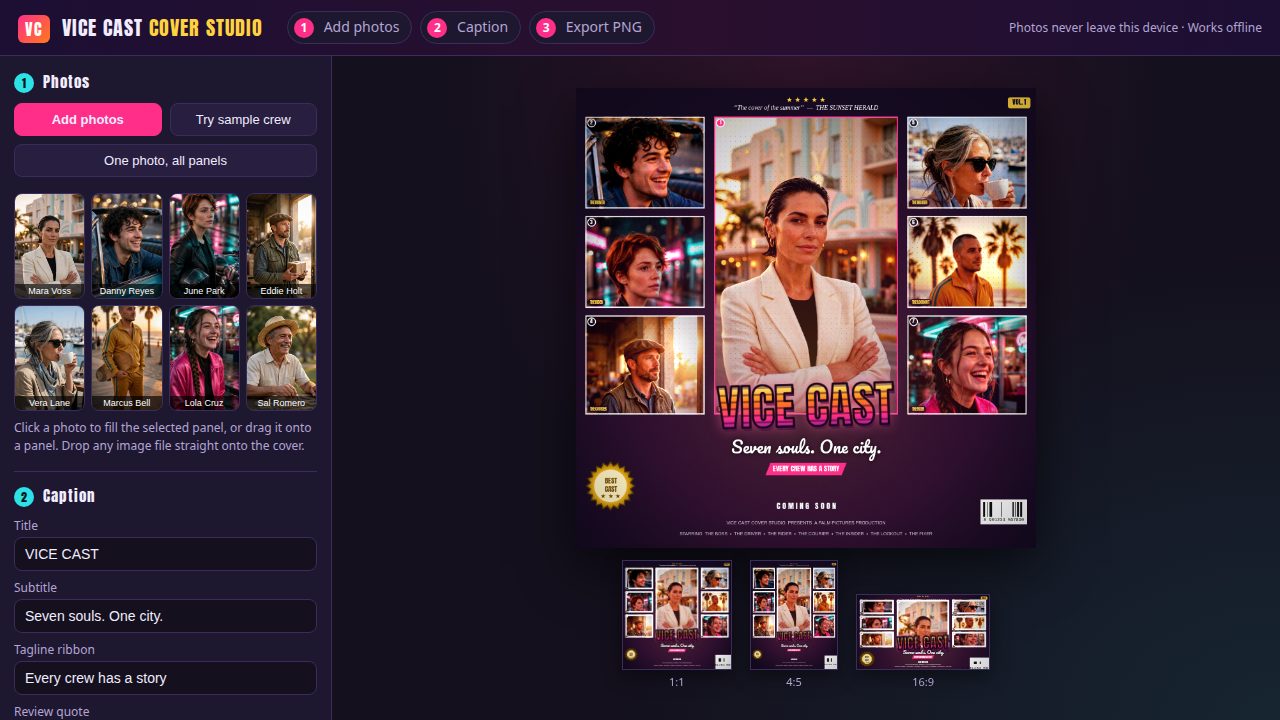 VC VICE CAST COVER STUDIO
1 Add photos
2 Caption
3 Export PNG
Photos never leave this device · Works offline
1 Photos
Add photos
Try sample crew
One photo, all panels
Mara Voss
Danny Reyes
June Park
Eddie Holt
Vera Lane
Marcus Bell
Lola Cruz
Sal Romero
Click a photo to fill the selected panel, or drag it onto
a panel. Drop any image file straight onto the cover.
2 Caption
Title
VICE CAST
Subtitle
Seven souls. One city.
Tagline ribbon
Every crew has a story
Review quote
★ ★ ★ ★ ★
"The cover of the summer" — THE SUNSET HERALD
VOL. 1
VICE CAST
Seven souls. One city.
EVERY CREW HAS A STORY
BEST
CAST
★ ★ ★
COMING SOON
VICE CAST COVER STUDIO PRESENTS A PALM PICTURES PRODUCTION
STARRING THE BOSS • THE DRIVER • THE RIDER • THE COURIER • THE INSIDER • THE LOOKOUT • THE FIXER
VICE CAST
VICE CAST
VICE CAST
1:1
4:5
16:9